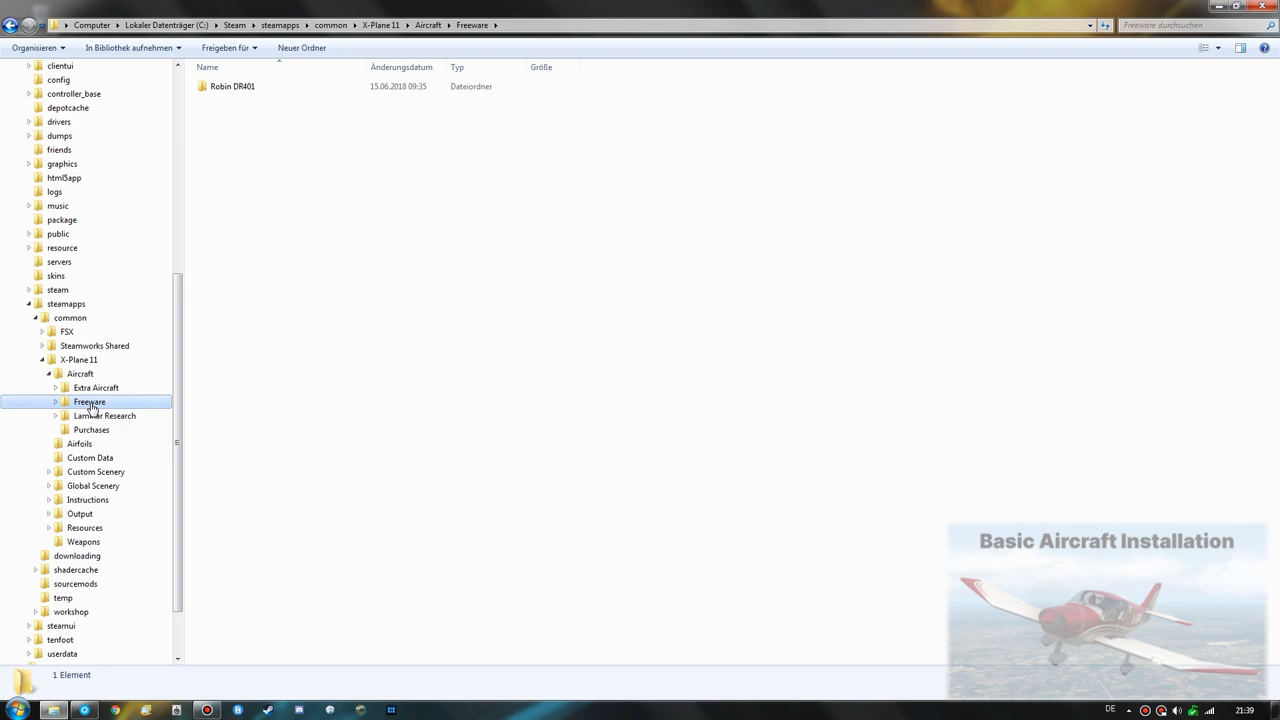 Computer ▸ Lokaler Datenträger (C:) ▸ Steam ▸ steamapps ▸ common ▸ X-Plane 11 ▸ Aircraft ▸ Freeware ▸
Freeware durchsuchen
Organisieren
In Bibliothek aufnehmen
Freigeben für
Neuer Ordner
clientui
config
controller_base
depotcache
drivers
dumps
friends
graphics
html5app
logs
music
package
public
resource
servers
skins
steam
steamapps
common
FSX
Steamworks Shared
X-Plane 11
Aircraft
Extra Aircraft
Freeware
Laminar Research
Purchases
Airfoils
Custom Data
Custom Scenery
Global Scenery
Instructions
Output
Resources
Weapons
downloading
shadercache
sourcemods
temp
workshop
steamui
tenfoot
userdata
Name Änderungsdatum Typ Größe
Robin DR401 15.06.2018 09:35 Dateiordner
Basic Aircraft Installation
1 Element
DE 21:39